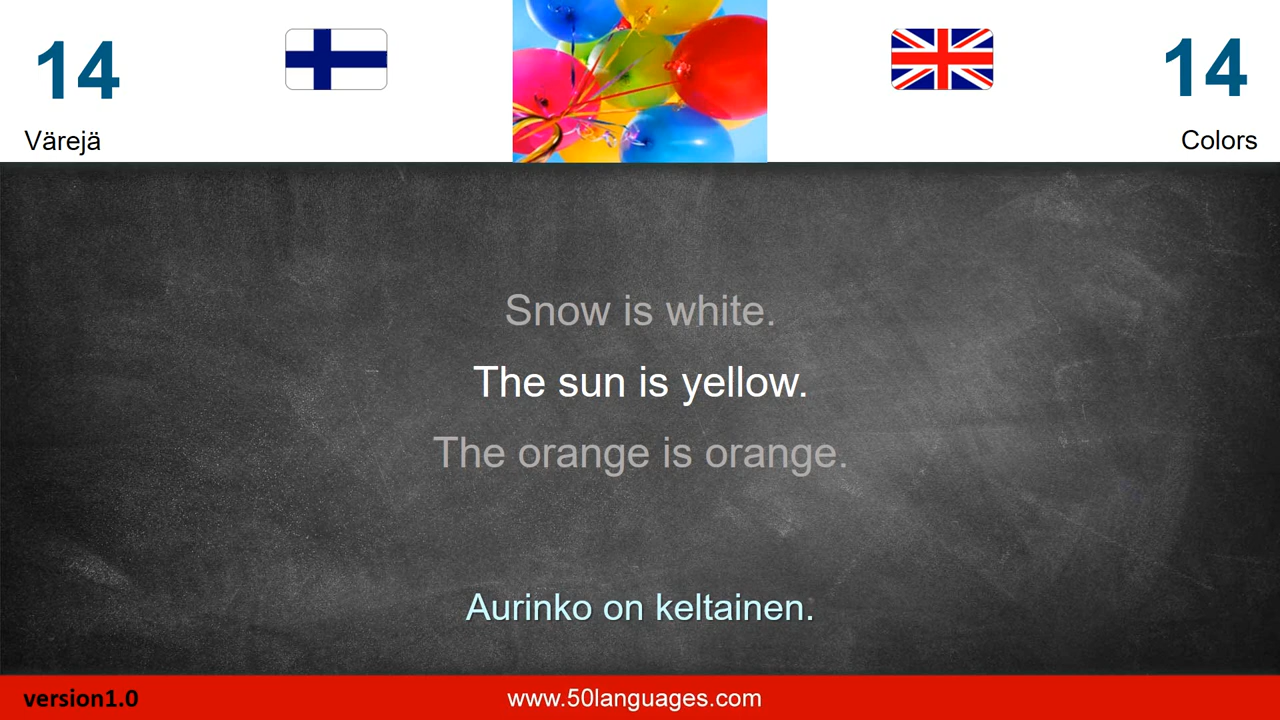 14
14
Värejä
Colors
Snow is white.
The sun is yellow.
The orange is orange.
Aurinko on keltainen.
version1.0
www.50languages.com